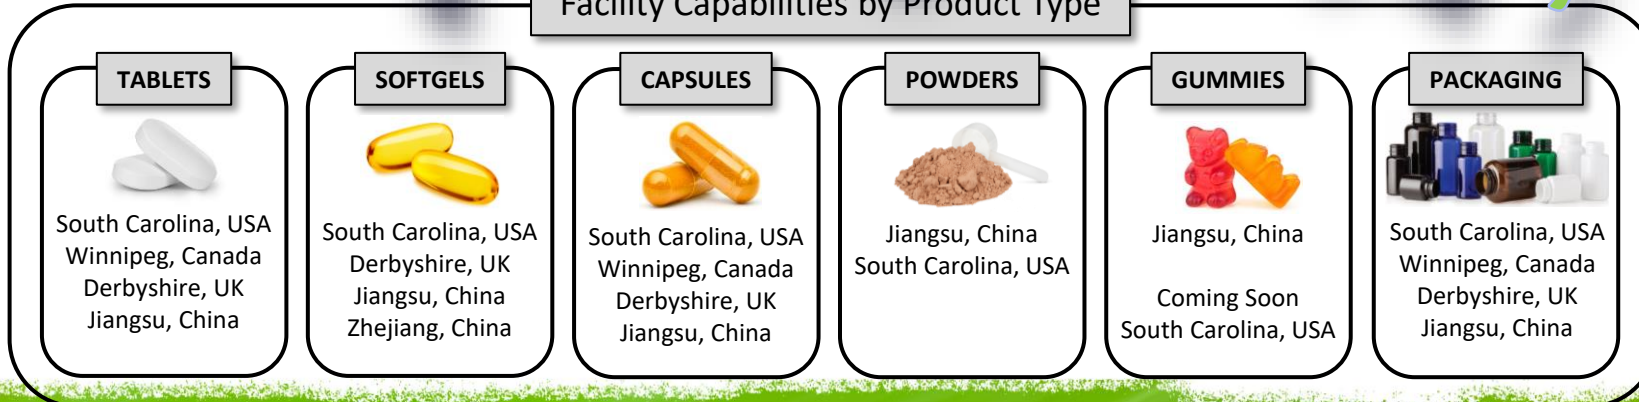 Facility Capabilities by Product Type
TABLETS
South Carolina, USA
Winnipeg, Canada
Derbyshire, UK
Jiangsu, China
SOFTGELS
South Carolina, USA
Derbyshire, UK
Jiangsu, China
Zhejiang, China
CAPSULES
South Carolina, USA
Winnipeg, Canada
Derbyshire, UK
Jiangsu, China
POWDERS
Jiangsu, China
South Carolina, USA
GUMMIES
Jiangsu, China
Coming Soon
South Carolina, USA
PACKAGING
South Carolina, USA
Winnipeg, Canada
Derbyshire, UK
Jiangsu, China